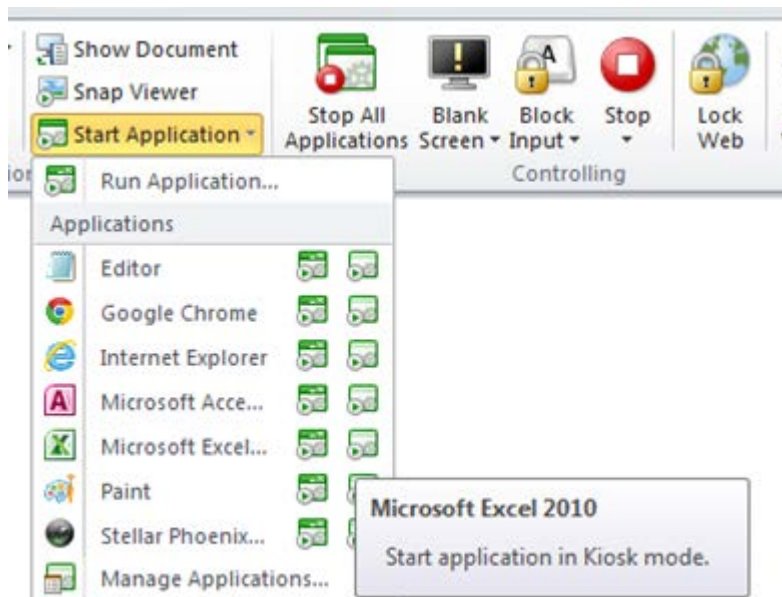 Show Document
Snap Viewer
Start Application
Stop All
Applications
Blank
Screen
Block
Input
Stop
Lock
Web
Controlling
Run Application...
Applications
Editor
Google Chrome
Internet Explorer
Microsoft Acce...
Microsoft Excel...
Paint
Stellar Phoenix...
Manage Applications...
Microsoft Excel 2010
Start application in Kiosk mode.